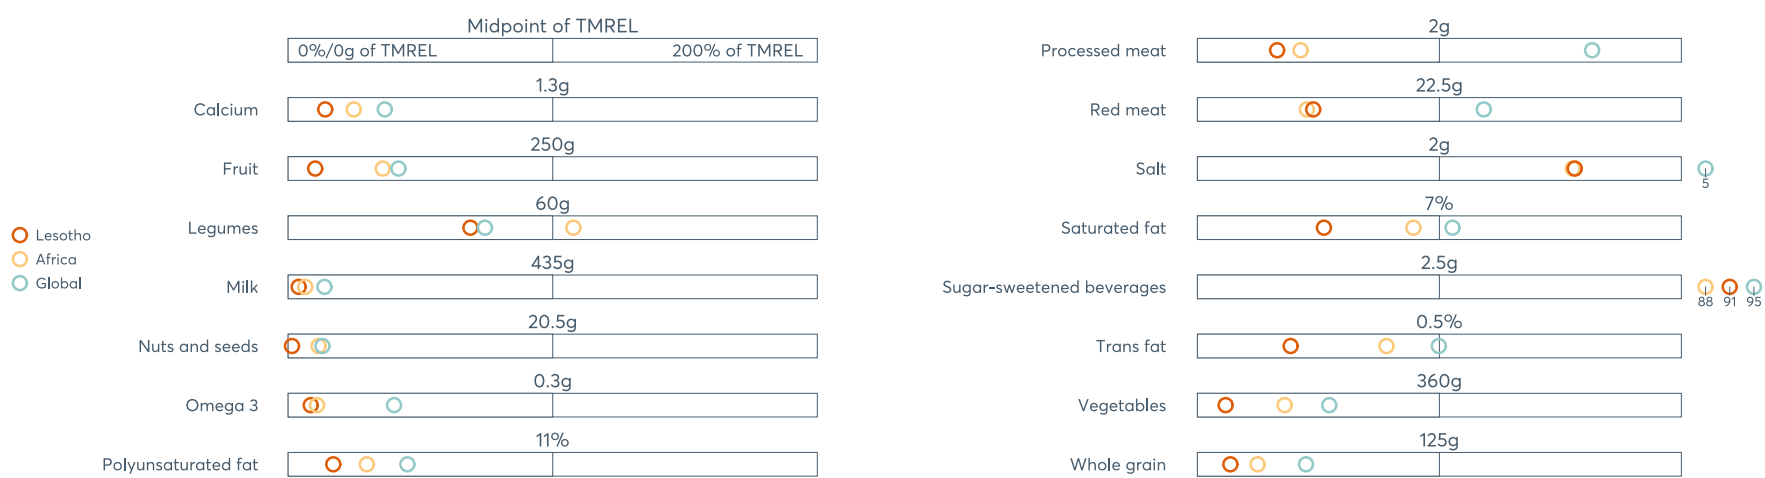 Midpoint of TMREL
0%/0g of TMREL 200% of TMREL
1.3g
Calcium
250g
Fruit
60g
Legumes
435g
Milk
20.5g
Nuts and seeds
0.3g
Omega 3
11%
Polyunsaturated fat
Lesotho
Africa
Global
2g
Processed meat
22.5g
Red meat
2g
Salt
5
7%
Saturated fat
2.5g
Sugar-sweetened beverages
88 91 95
0.5%
Trans fat
360g
Vegetables
125g
Whole grain